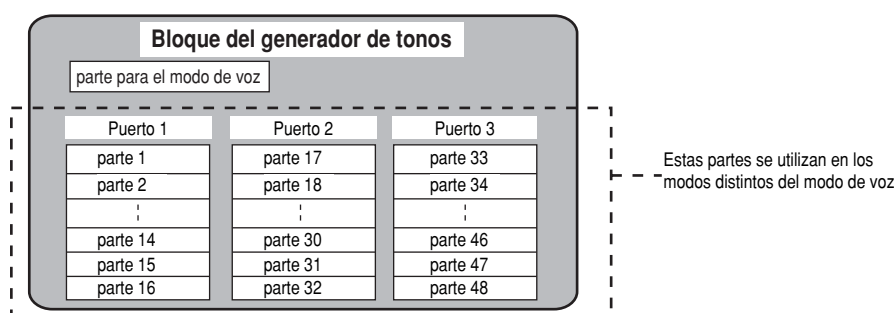 Bloque del generador de tonos
parte para el modo de voz
Puerto 1
parte 1
parte 2
parte 14
parte 15
parte 16
Puerto 2
parte 17
parte 18
parte 30
parte 31
parte 32
Puerto 3
parte 33
parte 34
parte 46
parte 47
parte 48
Estas partes se utilizan en los
modos distintos del modo de voz